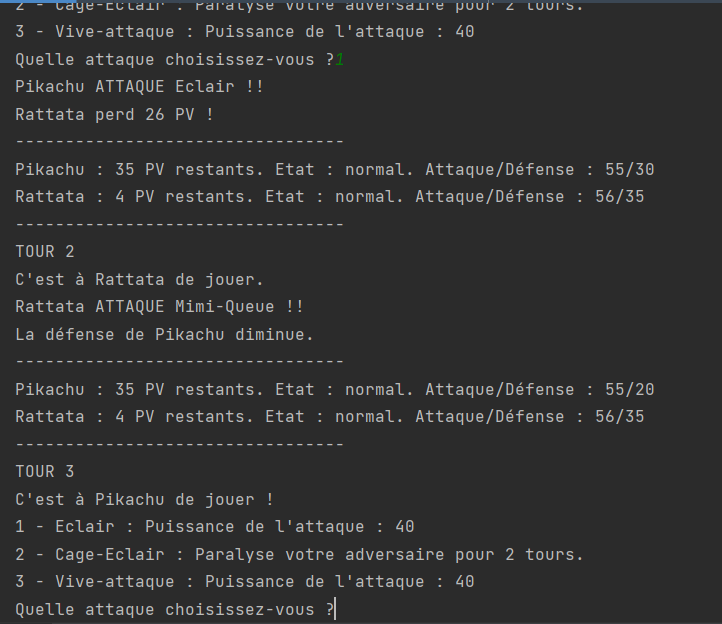 2 - Cage-Eclair : Paralyse votre adversaire pour 2 tours.
3 - Vive-attaque : Puissance de l'attaque : 40
Quelle attaque choisissez-vous ?1
Pikachu ATTAQUE Eclair !!
Rattata perd 26 PV !
---------------------------------
Pikachu : 35 PV restants. Etat : normal. Attaque/Défense : 55/30
Rattata : 4 PV restants. Etat : normal. Attaque/Défense : 56/35
---------------------------------
TOUR 2
C'est à Rattata de jouer.
Rattata ATTAQUE Mimi-Queue !!
La défense de Pikachu diminue.
---------------------------------
Pikachu : 35 PV restants. Etat : normal. Attaque/Défense : 55/20
Rattata : 4 PV restants. Etat : normal. Attaque/Défense : 56/35
---------------------------------
TOUR 3
C'est à Pikachu de jouer !
1 - Eclair : Puissance de l'attaque : 40
2 - Cage-Eclair : Paralyse votre adversaire pour 2 tours.
3 - Vive-attaque : Puissance de l'attaque : 40
Quelle attaque choisissez-vous ?